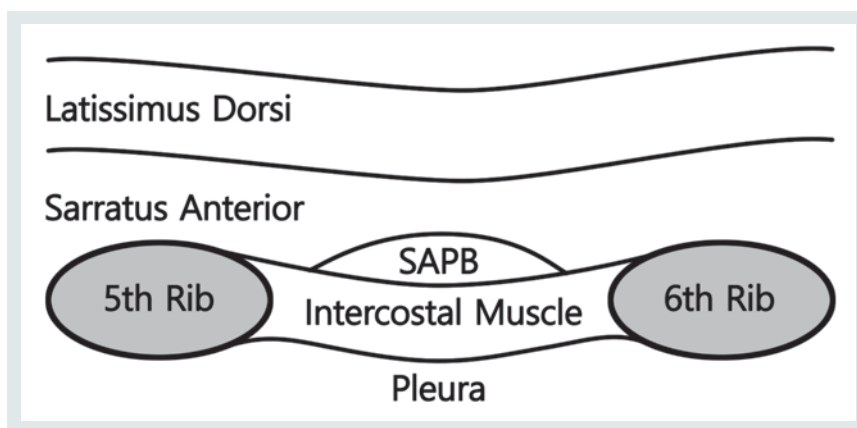 Latissimus Dorsi
Sarratus Anterior
SAPB
5th Rib
Intercostal Muscle
6th Rib
Pleura